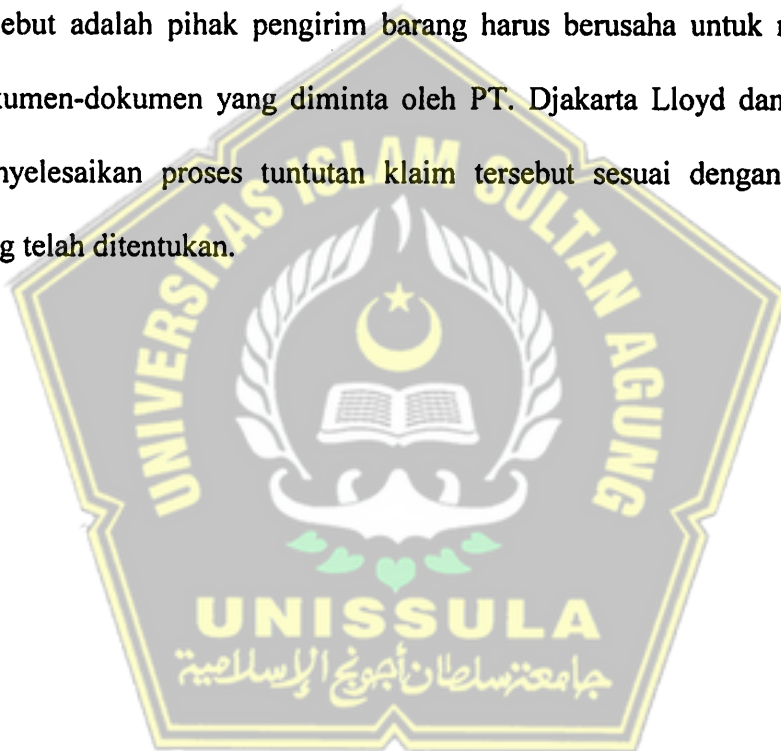 ebut adalah pihak pengirim barang harus berusaha untuk
kumen-dokumen yang diminta oleh PT. Djakarta Lloyd dan
nyelesaikan proses tuntutan klaim tersebut sesuai dengan
g telah ditentukan.
UNIVERSITAS ISLAM SULTAN AGUNG
UNISSULA
جامعة سلطان أجونج الإسلامية